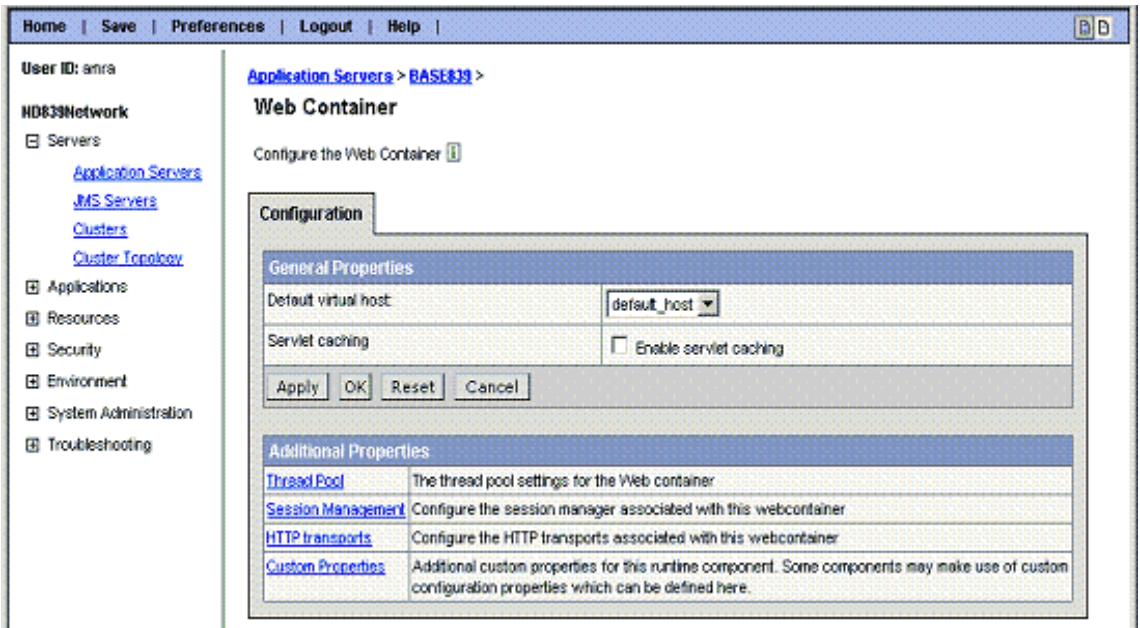 Home | Save | Preferences | Logout | Help |
User ID: amra
ND839Network
Servers
Application Servers
JMS Servers
Clusters
Cluster Topology
Applications
Resources
Security
Environment
System Administration
Troubleshooting
Application Servers > BASE839 >
Web Container
Configure the Web Container i
Configuration
General Properties
Default virtual host: default_host
Servlet caching Enable servlet caching
Apply OK Reset Cancel
Additional Properties
Thread Pool The thread pool settings for the Web container
Session Management Configure the session manager associated with this webcontainer
HTTP transports Configure the HTTP transports associated with this webcontainer
Custom Properties Additional custom properties for this runtime component. Some components may make use of custom
configuration properties which can be defined here.